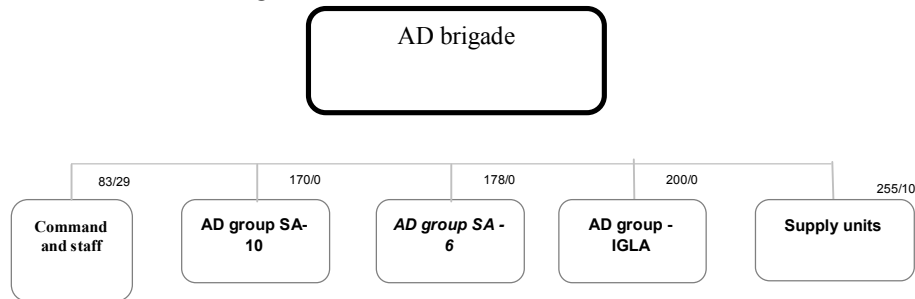 AD brigade
83/29
170/0
178/0
200/0
255/10
Command
and staff
AD group SA-
10
AD group SA -
6
AD group -
IGLA
Supply units